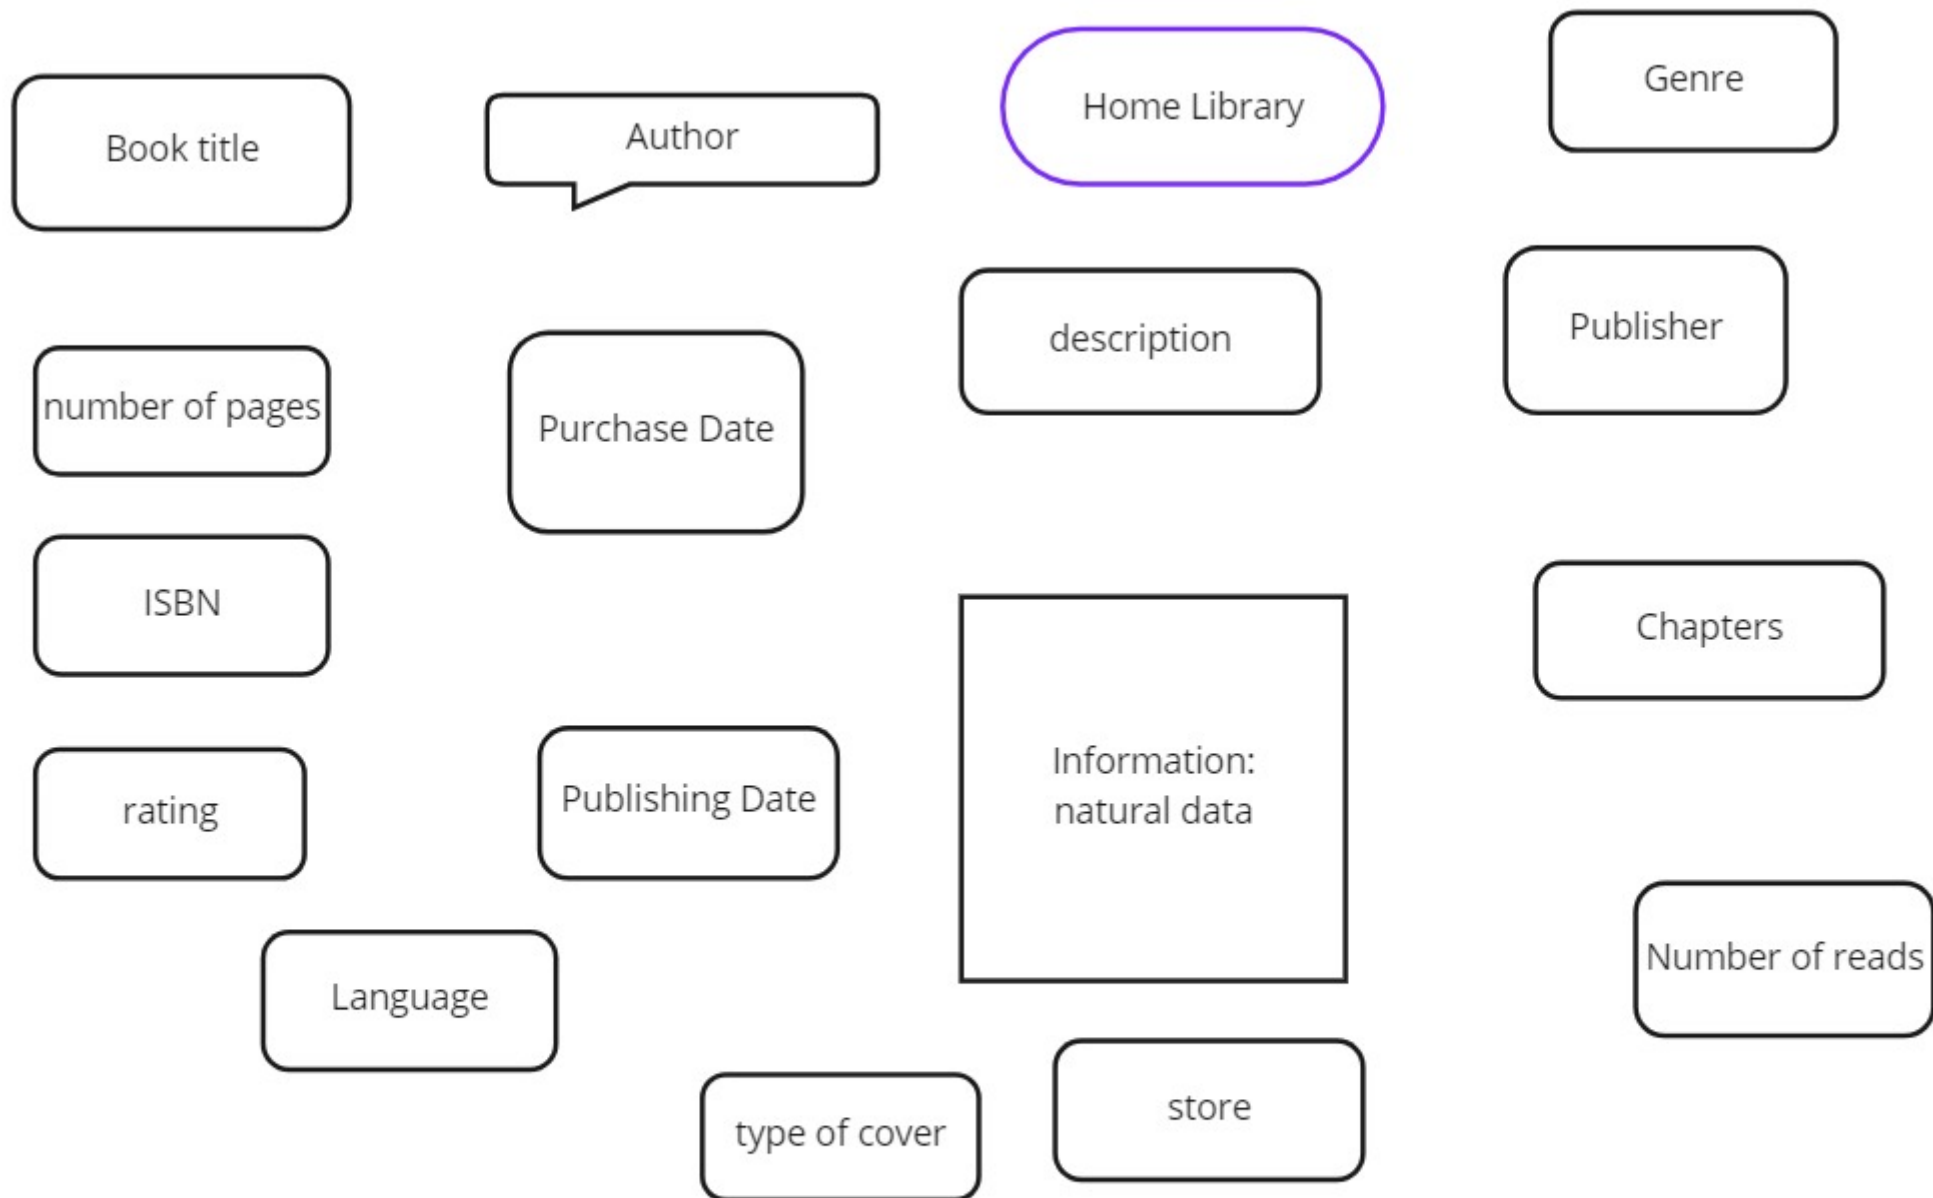 Book title
Author
Home Library
Genre
number of pages
Purchase Date
description
Publisher
ISBN
Chapters
rating
Publishing Date
Information:
natural data
Language
Number of reads
type of cover
store